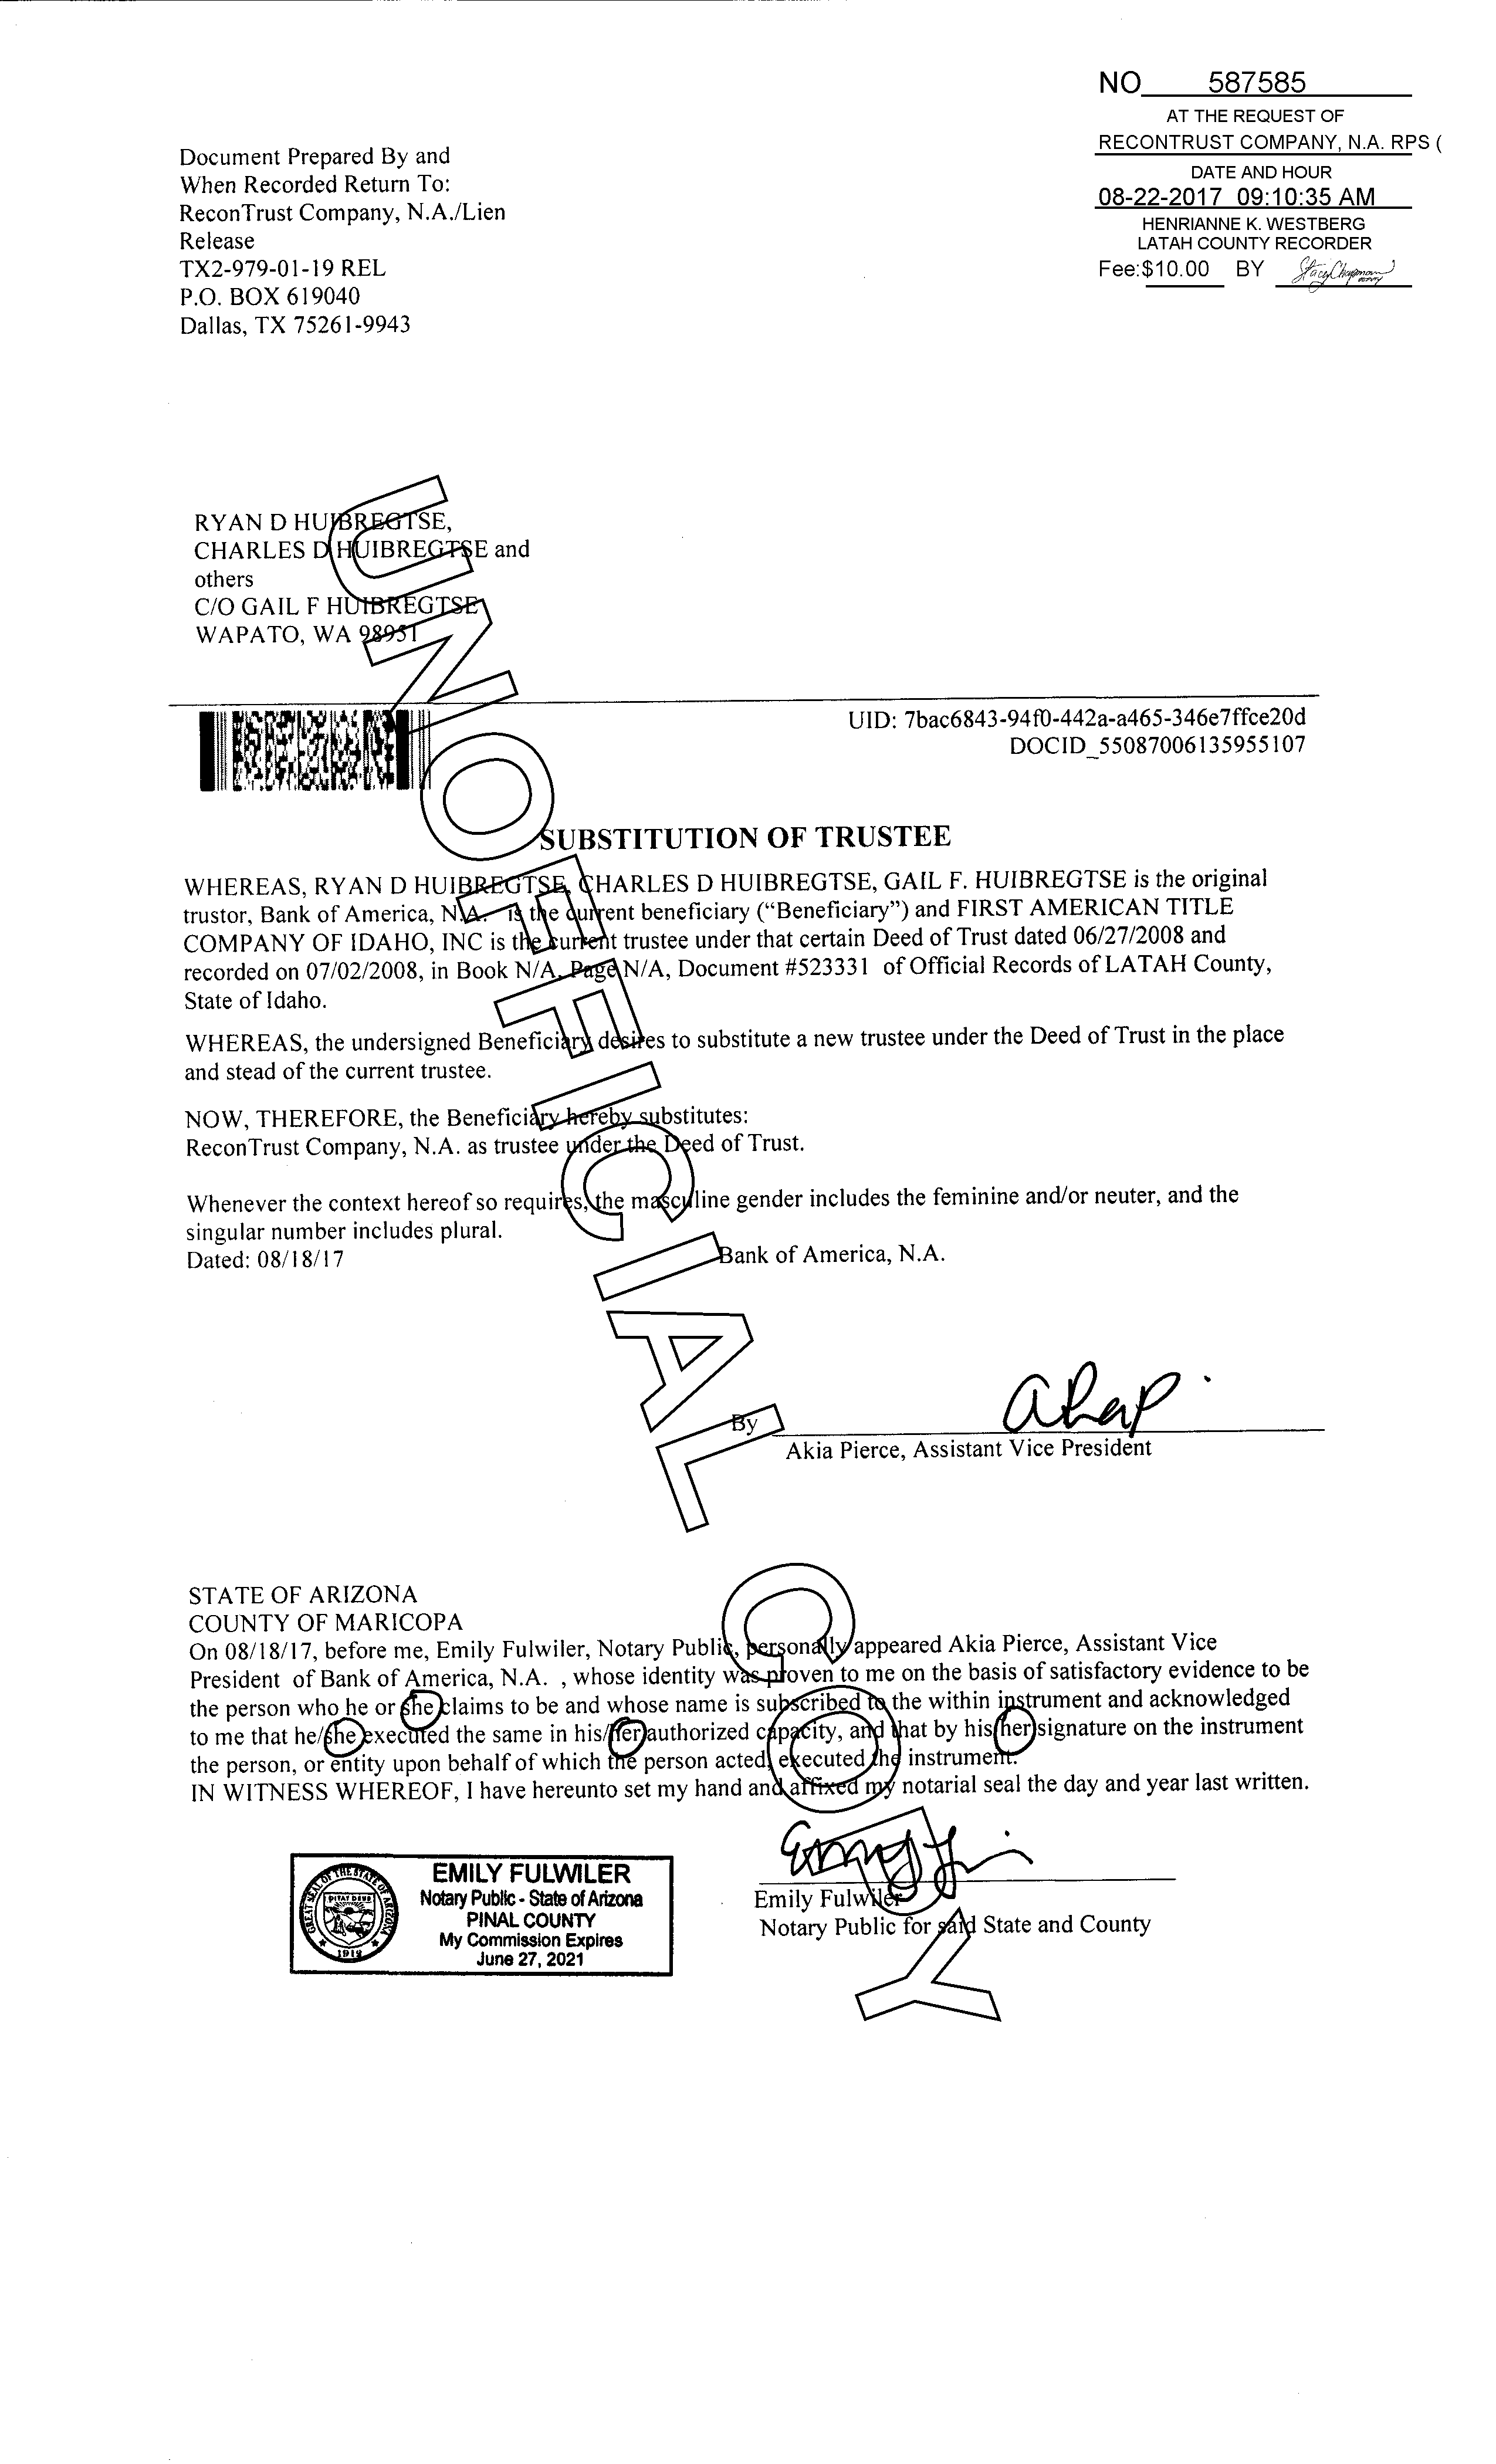 NO 587585
AT THE REQUEST OF
RECONTRUST COMPANY, N.A. RPS (
DATE AND HOUR
08-22-2017 09:10:35 AM
HENRIANNE K. WESTBERG
LATAH COUNTY RECORDER
Fee:$10.00 BY Stacy Chapman
Document Prepared By and
When Recorded Return To:
ReconTrust Company, N.A./Lien
Release
TX2-979-01-19 REL
P.O. BOX 619040
Dallas, TX 75261-9943
RYAN D HUIBREGTSE,
CHARLES D HUIBREGTSE and
others
C/O GAIL F HUIBREGTSE
WAPATO, WA 98951
UID: 7bac6843-94f0-442a-a465-346e7ffce20d
DOCID_55087006135955107
SUBSTITUTION OF TRUSTEE
WHEREAS, RYAN D HUIBREGTSE, CHARLES D HUIBREGTSE, GAIL F. HUIBREGTSE is the original
trustor, Bank of America, N.A. is the current beneficiary (“Beneficiary”) and FIRST AMERICAN TITLE
COMPANY OF IDAHO, INC is the current trustee under that certain Deed of Trust dated 06/27/2008 and
recorded on 07/02/2008, in Book N/A, Page N/A, Document #523331 of Official Records of LATAH County,
State of Idaho.
WHEREAS, the undersigned Beneficiary desires to substitute a new trustee under the Deed of Trust in the place
and stead of the current trustee.
NOW, THEREFORE, the Beneficiary hereby substitutes:
ReconTrust Company, N.A. as trustee under the Deed of Trust.
Whenever the context hereof so requires, the masculine gender includes the feminine and/or neuter, and the
singular number includes plural.
Dated: 08/18/17 Bank of America, N.A.
By
Akia Pierce, Assistant Vice President
STATE OF ARIZONA
COUNTY OF MARICOPA
On 08/18/17, before me, Emily Fulwiler, Notary Public, personally appeared Akia Pierce, Assistant Vice
President of Bank of America, N.A. , whose identity was proven to me on the basis of satisfactory evidence to be
the person who he or she claims to be and whose name is subscribed to the within instrument and acknowledged
to me that he/she executed the same in his/her authorized capacity, and that by his/her signature on the instrument
the person, or entity upon behalf of which the person acted, executed the instrument.
IN WITNESS WHEREOF, I have hereunto set my hand and affixed my notarial seal the day and year last written.
Emily Fulwiler
Notary Public for said State and County
GREAT SEAL OF THE STATE OF ARIZONA
DITAT DEUS
1912
EMILY FULWILER
Notary Public - State of Arizona
PINAL COUNTY
My Commission Expires
June 27, 2021
UNOFFICIAL COPY